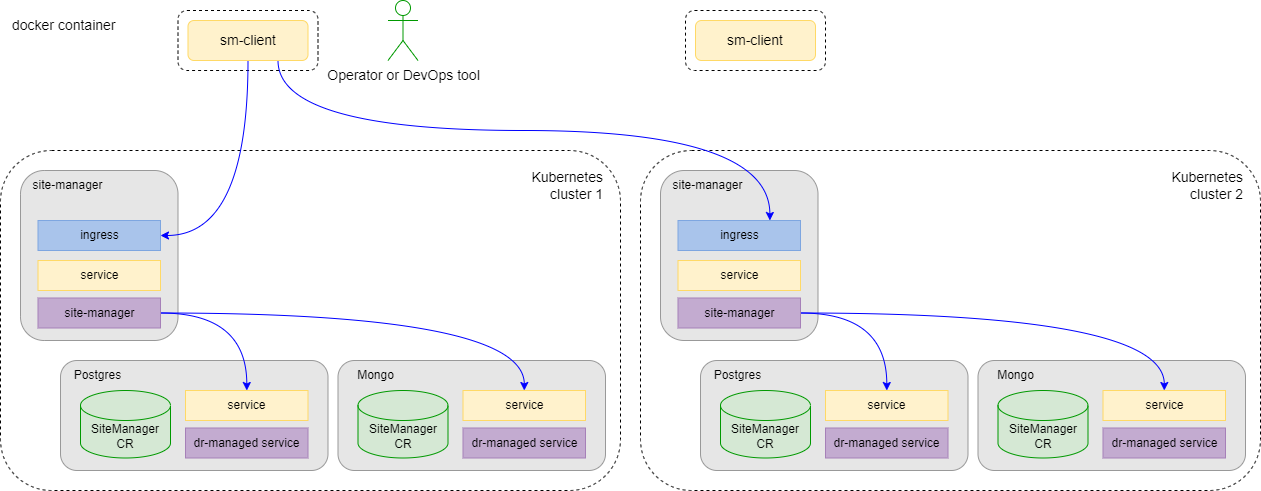 docker container
sm-client
Operator or DevOps tool
sm-client
Kubernetes
cluster 1
site-manager
ingress
service
site-manager
Postgres
SiteManager
CR
service
dr-managed service
Mongo
SiteManager
CR
service
dr-managed service
Kubernetes
cluster 2
site-manager
ingress
service
site-manager
Postgres
SiteManager
CR
service
dr-managed service
Mongo
SiteManager
CR
service
dr-managed service